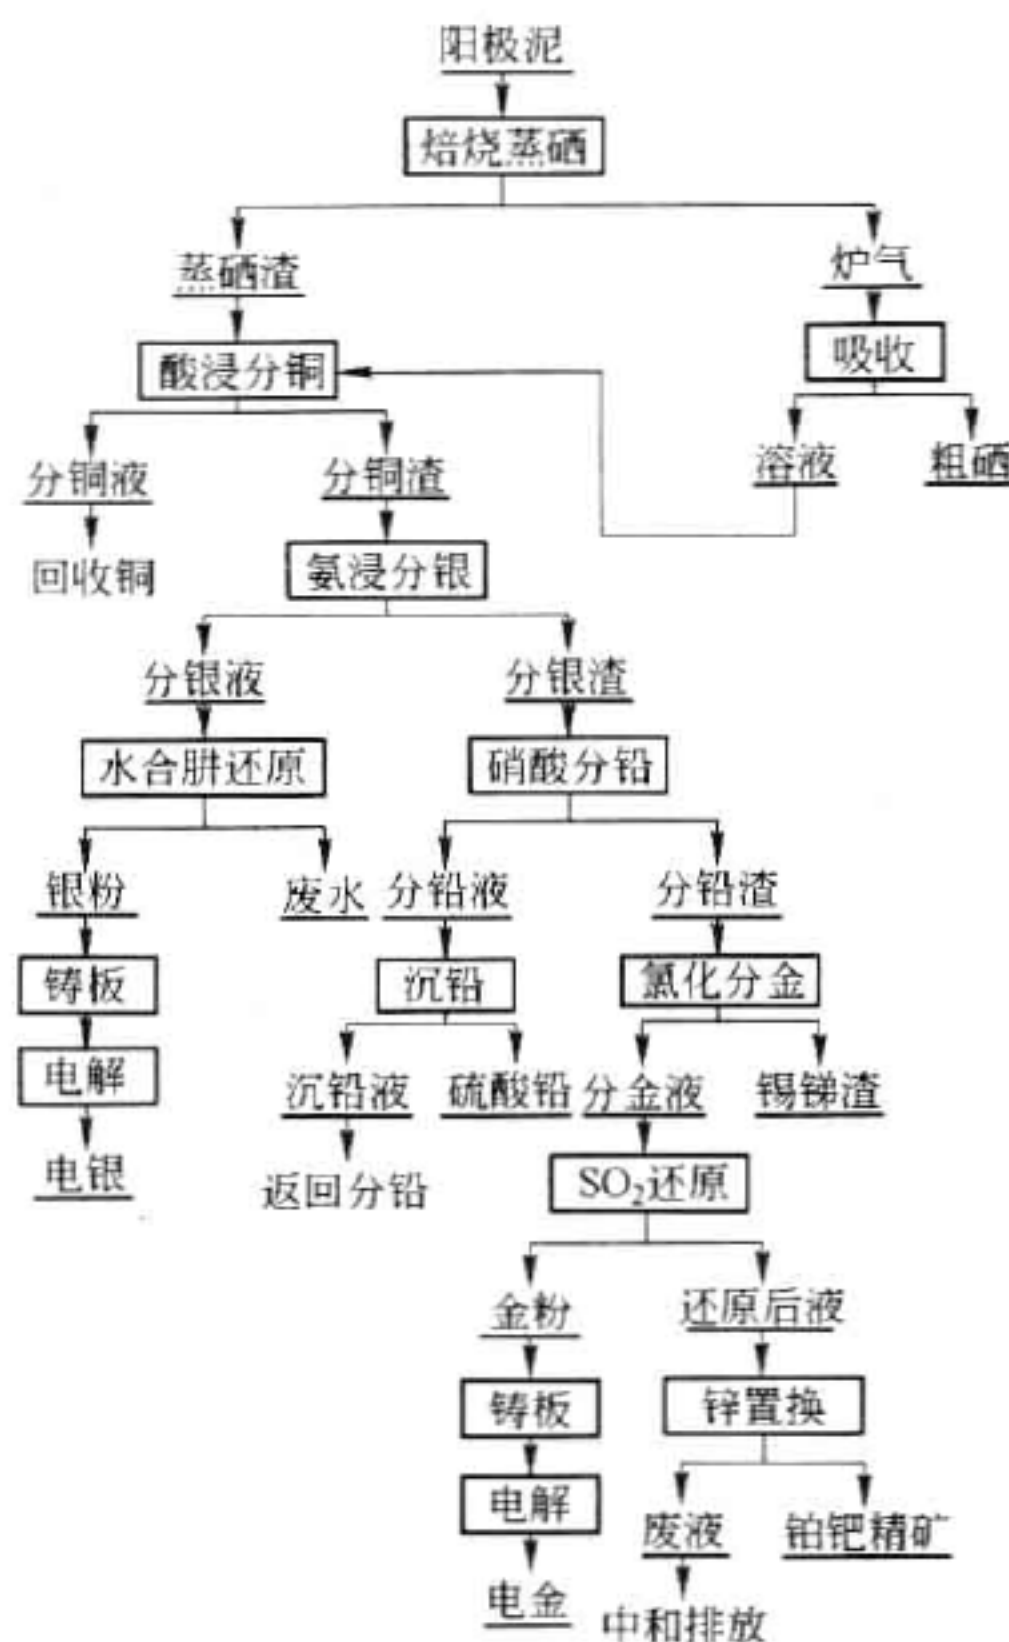 阳极泥
焙烧蒸硒
蒸硒渣
炉气
酸浸分铜
吸收
分铜液
分铜渣
溶液
粗硒
回收铜
氨浸分银
分银液
分银渣
水合肼还原
硝酸分铅
银粉
废水
分铅液
分铅渣
铸板
沉铅
氯化分金
电解
沉铅液
硫酸铅
分金液
锡锑渣
电银
返回分铅
SO₂还原
金粉
还原后液
铸板
锌置换
电解
废液
铂钯精矿
电金
中和排放